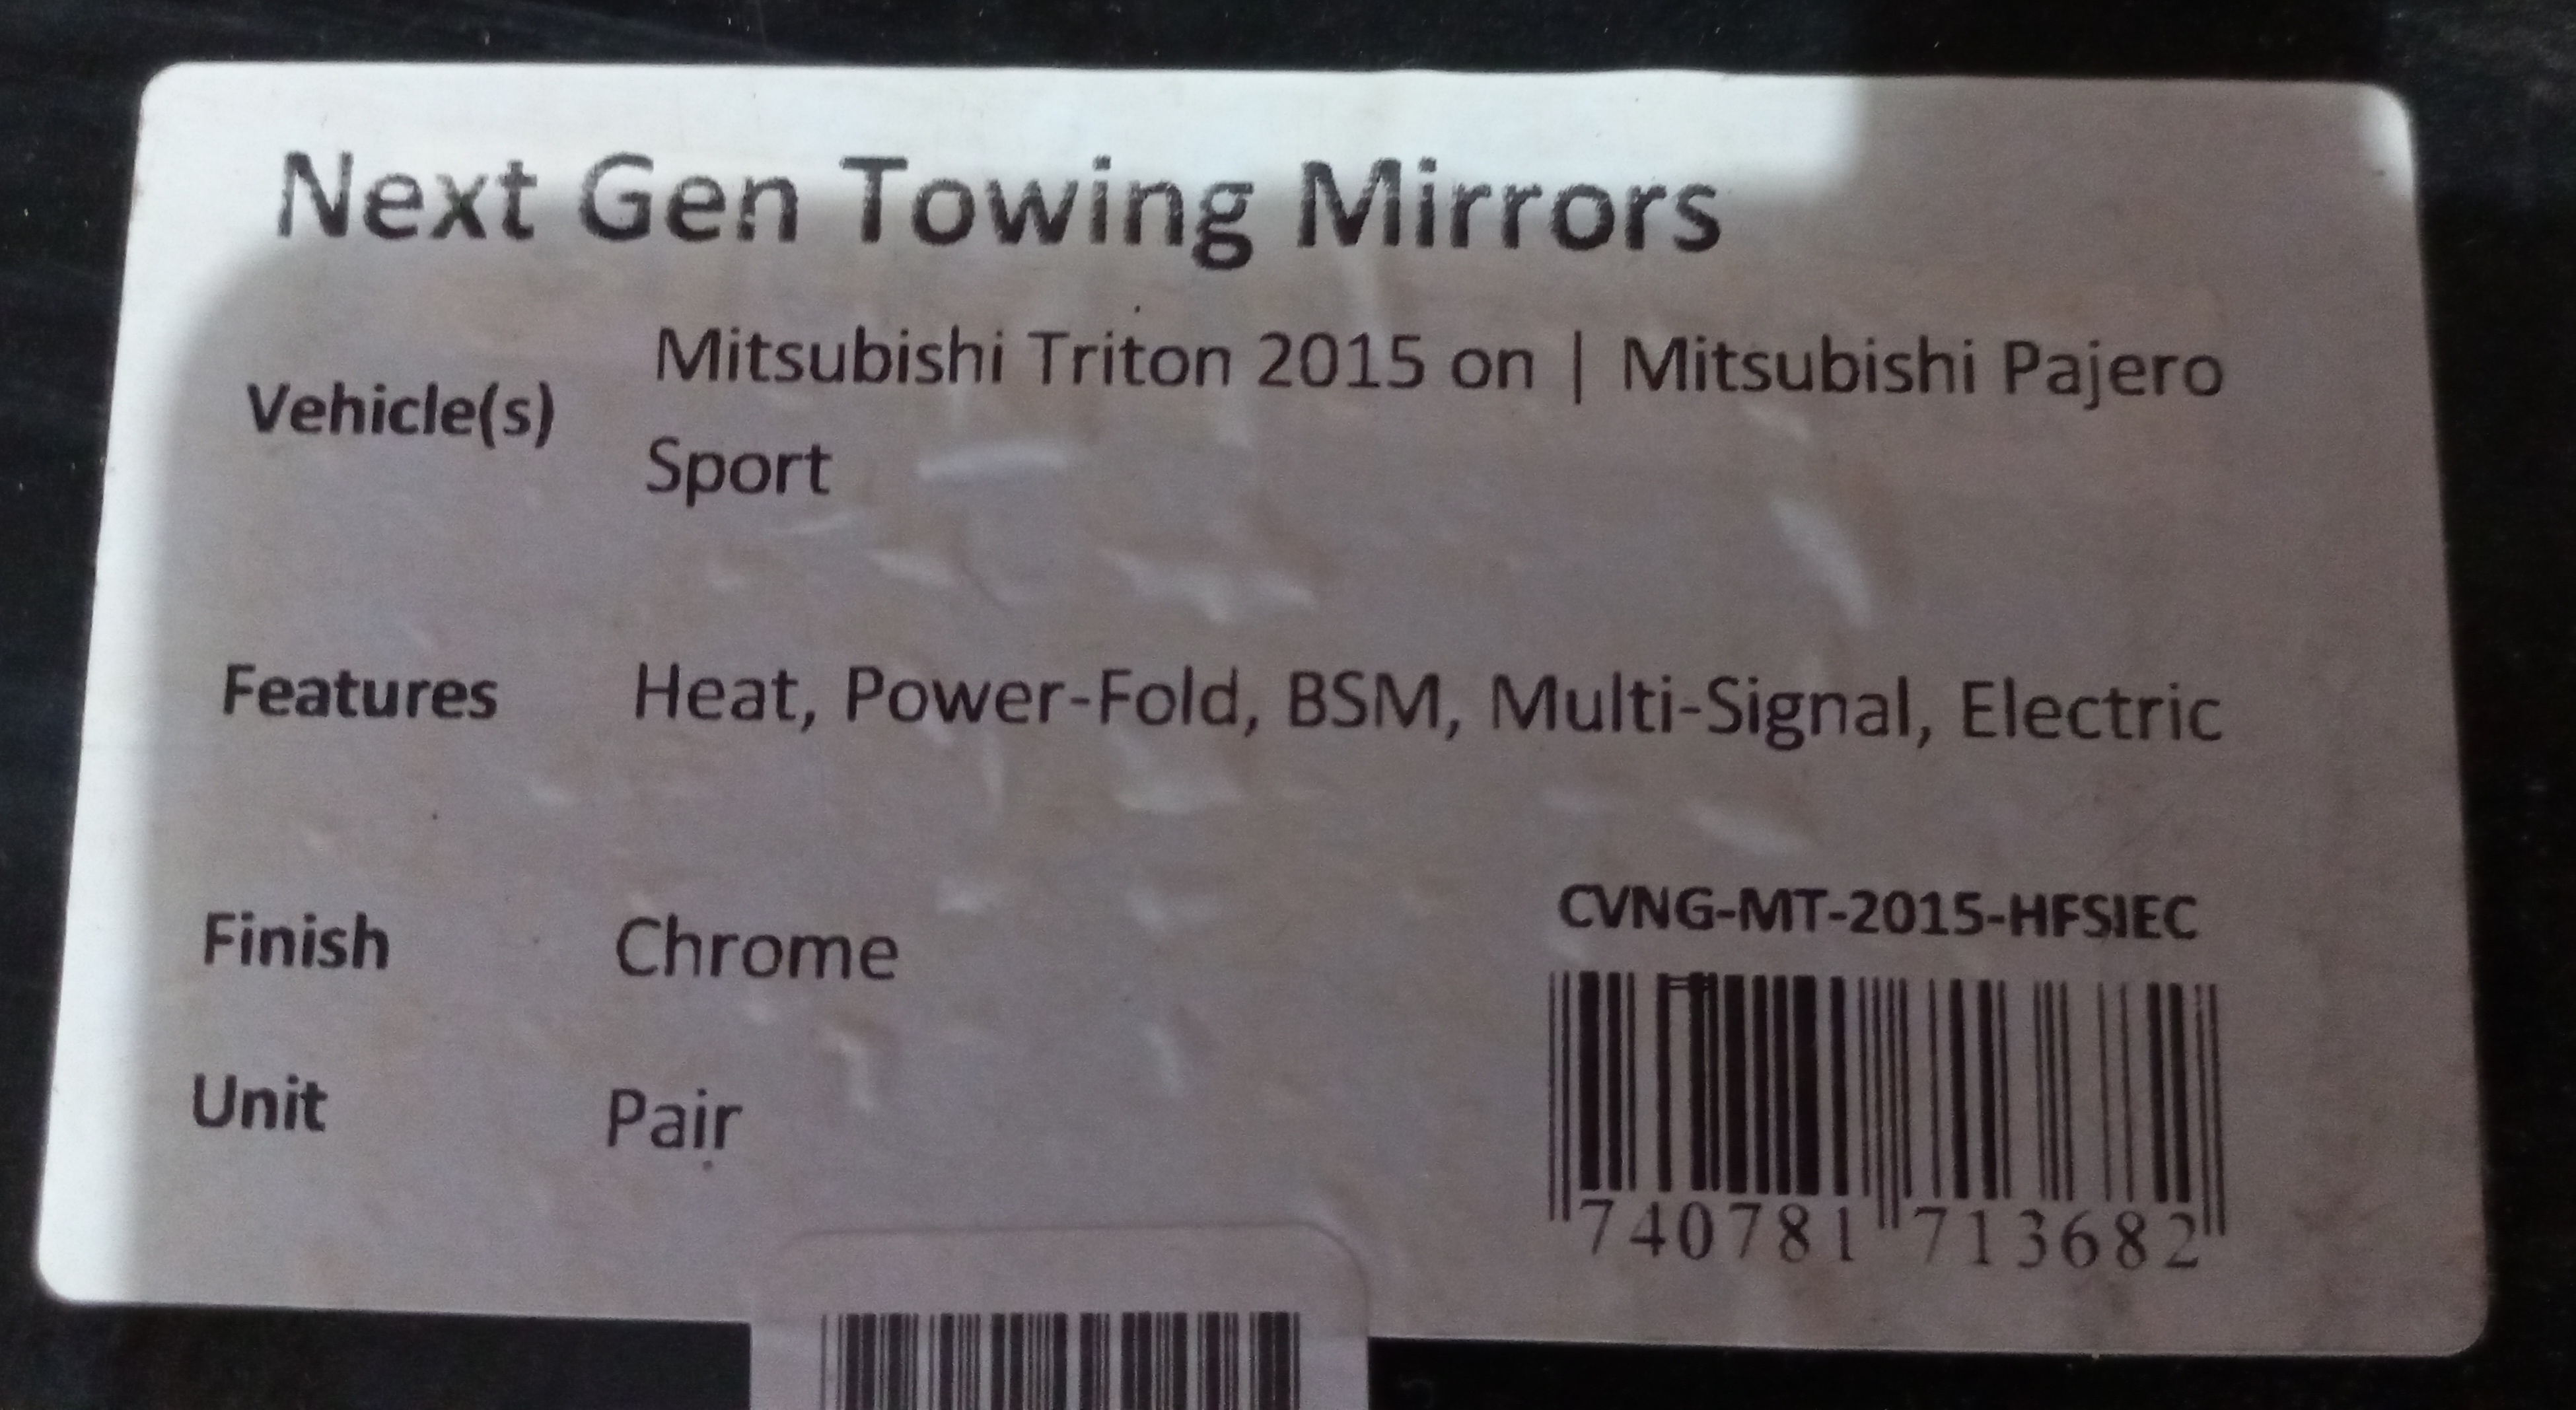 Next Gen Towing Mirrors
Vehicle(s) Mitsubishi Triton 2015 on | Mitsubishi Pajero
Sport
Features Heat, Power-Fold, BSM, Multi-Signal, Electric
Finish Chrome
CVNG-MT-2015-HFSIEC
Unit Pair
740781 713682